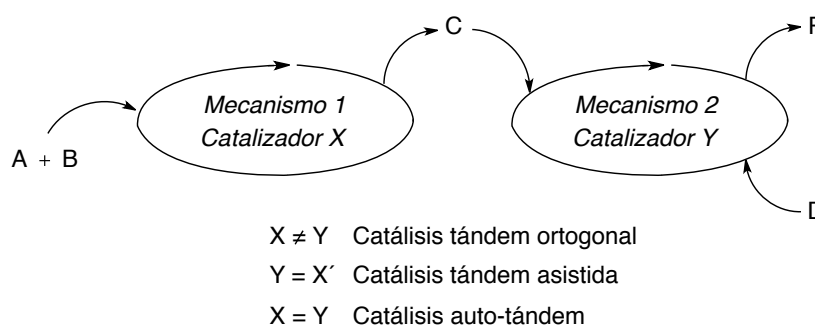 C
Mecanismo 1
Catalizador X
Mecanismo 2
Catalizador Y
A + B
X ≠ Y Catálisis tándem ortogonal
Y = X´ Catálisis tándem asistida
X = Y Catálisis auto-tándem